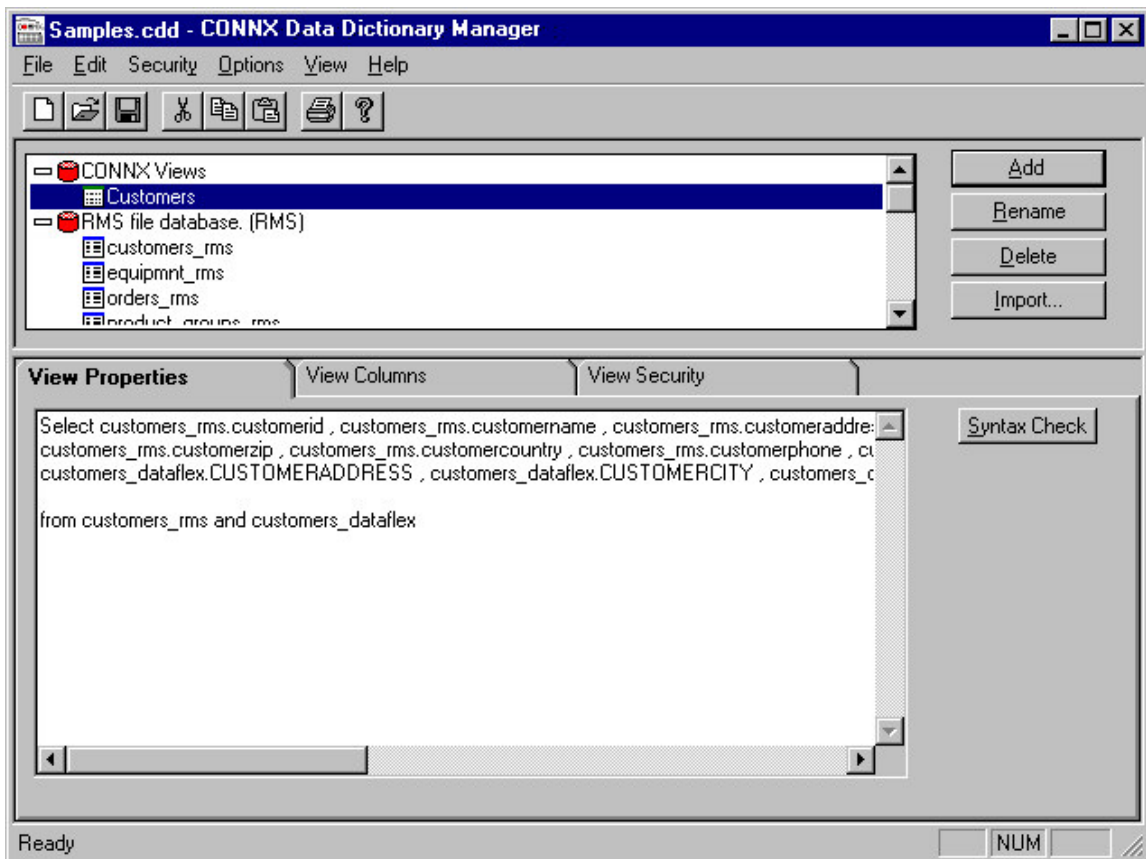 Samples.cdd - CONNX Data Dictionary Manager
File Edit Security Options View Help
CONNX Views
Customers
RMS file database. (RMS)
customers_rms
equipmnt_rms
orders_rms
product_groups_rms
Add
Rename
Delete
Import...
View Properties View Columns View Security
Select customers_rms.customerid , customers_rms.customername , customers_rms.customeraddre
customers_rms.customerzip , customers_rms.customercountry , customers_rms.customerphone , cu
customers_dataflex.CUSTOMERADDRESS , customers_dataflex.CUSTOMERCITY , customers_c
from customers_rms and customers_dataflex
Syntax Check
Ready NUM